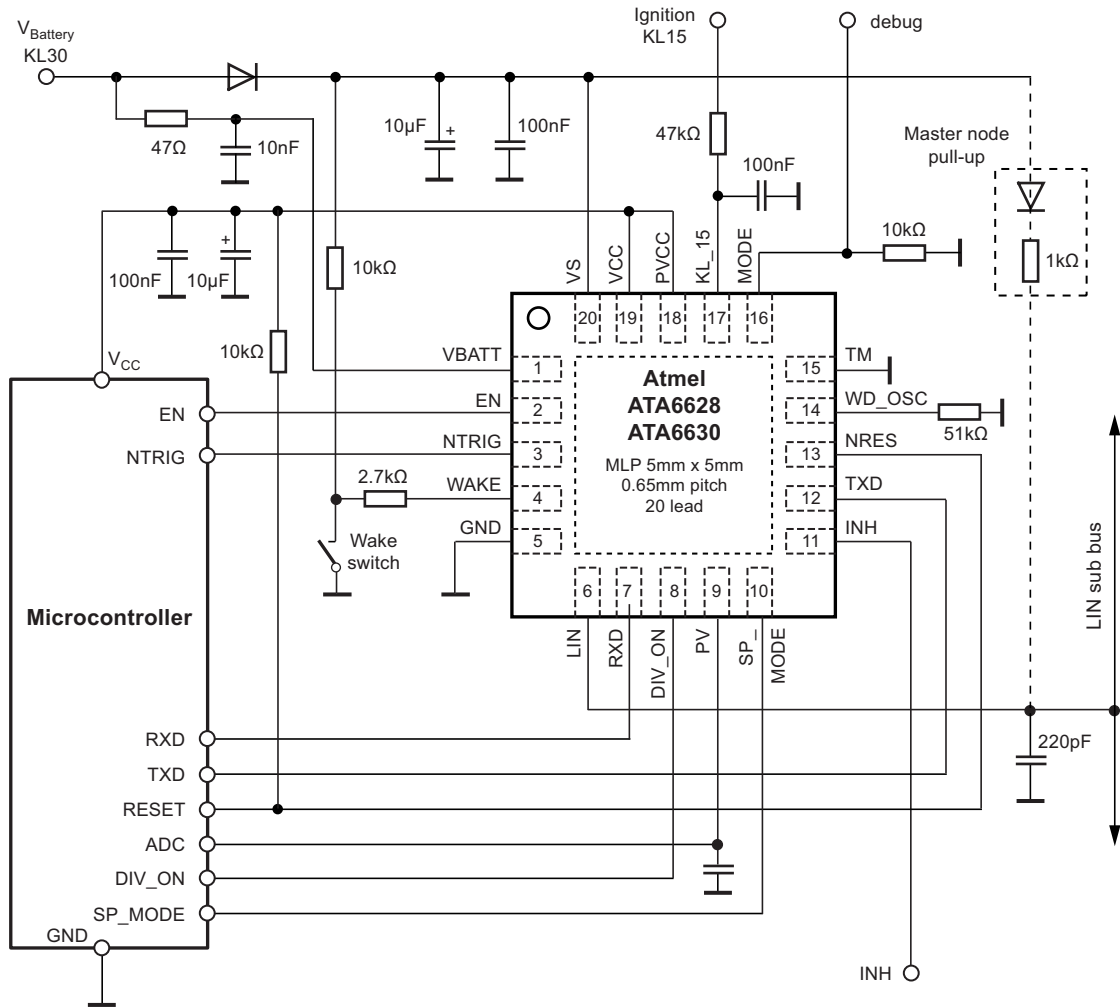 V_Battery
KL30
Ignition
KL15
debug
47Ω
10nF
10µF
+
100nF
47kΩ
100nF
Master node
pull-up
10kΩ
1kΩ
100nF
+
10µF
10kΩ
10kΩ
VS
VCC
PVCC
KL_15
MODE
20
19
18
17
16
V_CC
VBATT
1
EN
EN
2
NTRIG
NTRIG
3
2.7kΩ
WAKE
4
GND
5
Wake
switch
Atmel
ATA6628
ATA6630
MLP 5mm x 5mm
0.65mm pitch
20 lead
15
TM
14
WD_OSC
51kΩ
13
NRES
12
TXD
11
INH
LIN sub bus
Microcontroller
6
7
8
9
10
LIN
RXD
DIV_ON
PV
SP_
MODE
220pF
RXD
TXD
RESET
ADC
DIV_ON
SP_MODE
GND
INH